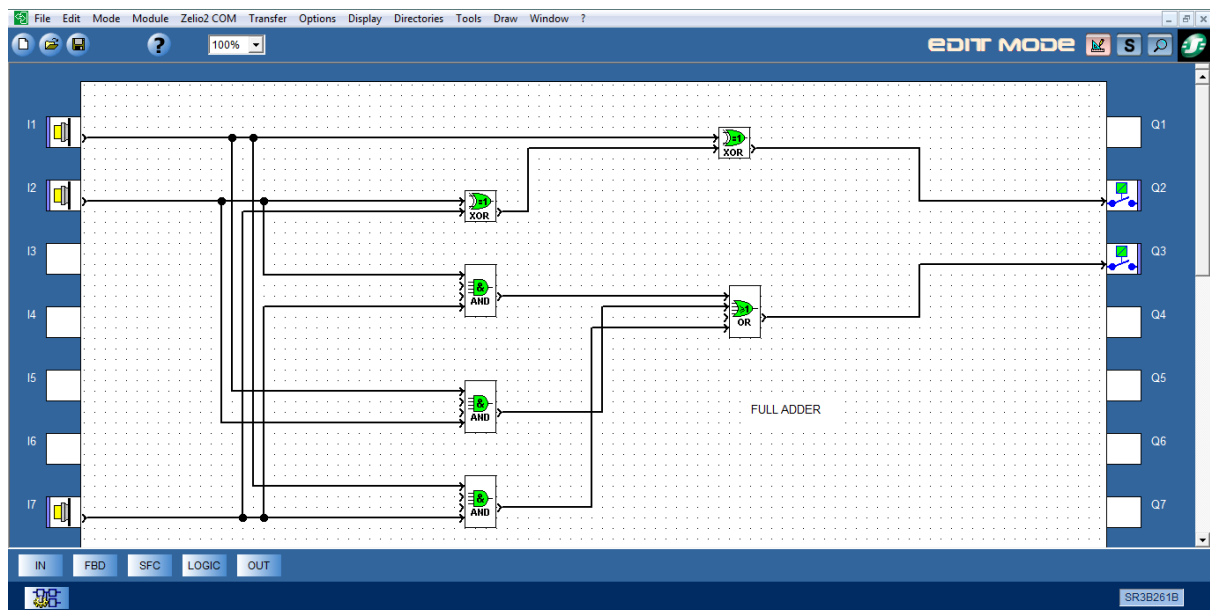 File Edit Mode Module Zelio2 COM Transfer Options Display Directories Tools Draw Window ?
100% EDIT MODE S
I1
Q1
=1
XOR
I2
Q2
=1
XOR
I3
Q3
&
AND
=1
OR
I4
Q4
I5
Q5
&
AND
FULL ADDER
I6
Q6
&
AND
I7
Q7
IN FBD SFC LOGIC OUT
SR3B261B